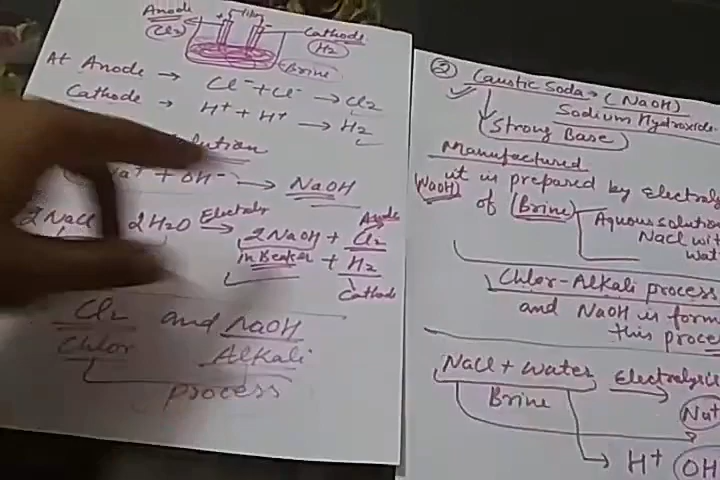 Anode
Cl2
+
-
Cathode
H2
Brine
At Anode → Cl- + Cl- → Cl2
Cathode → H+ + H+ → H2
+ OH- → NaOH
2NaCl 2H2O Electroly → 2NaOH + Cl2 Anode
in Beaker + H2
Cathode
Cl2 and NaOH
Chlor Alkali
process
② Caustic Soda → (NaOH)
Sodium Hydroxide
Strong Base
Manufactured
(NaOH) it is prepared by Electrol
of (Brine) Aqueous solution
NaCl wit
wat
Chlor-Alkali process
and NaOH is form
this proce
NaCl + water Electrolysis
Brine
Na+
H+ OH